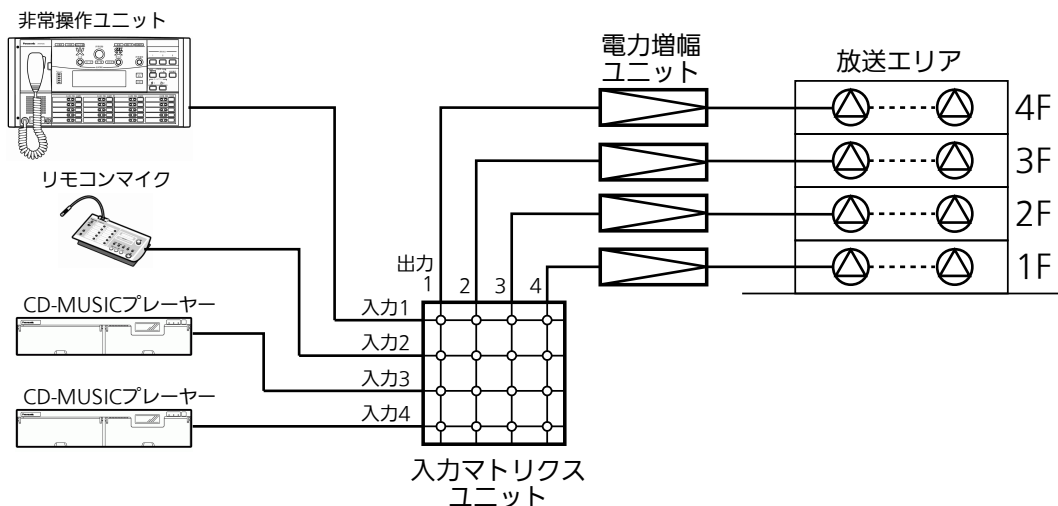 非常操作ユニット
Panasonic
リモコンマイク
CD-MUSICプレーヤー
Panasonic
CD-MUSICプレーヤー
Panasonic
入力1
入力2
入力3
入力4
出力
1
2
3
4
入力マトリクス
ユニット
電力増幅
ユニット
放送エリア
4F
3F
2F
1F